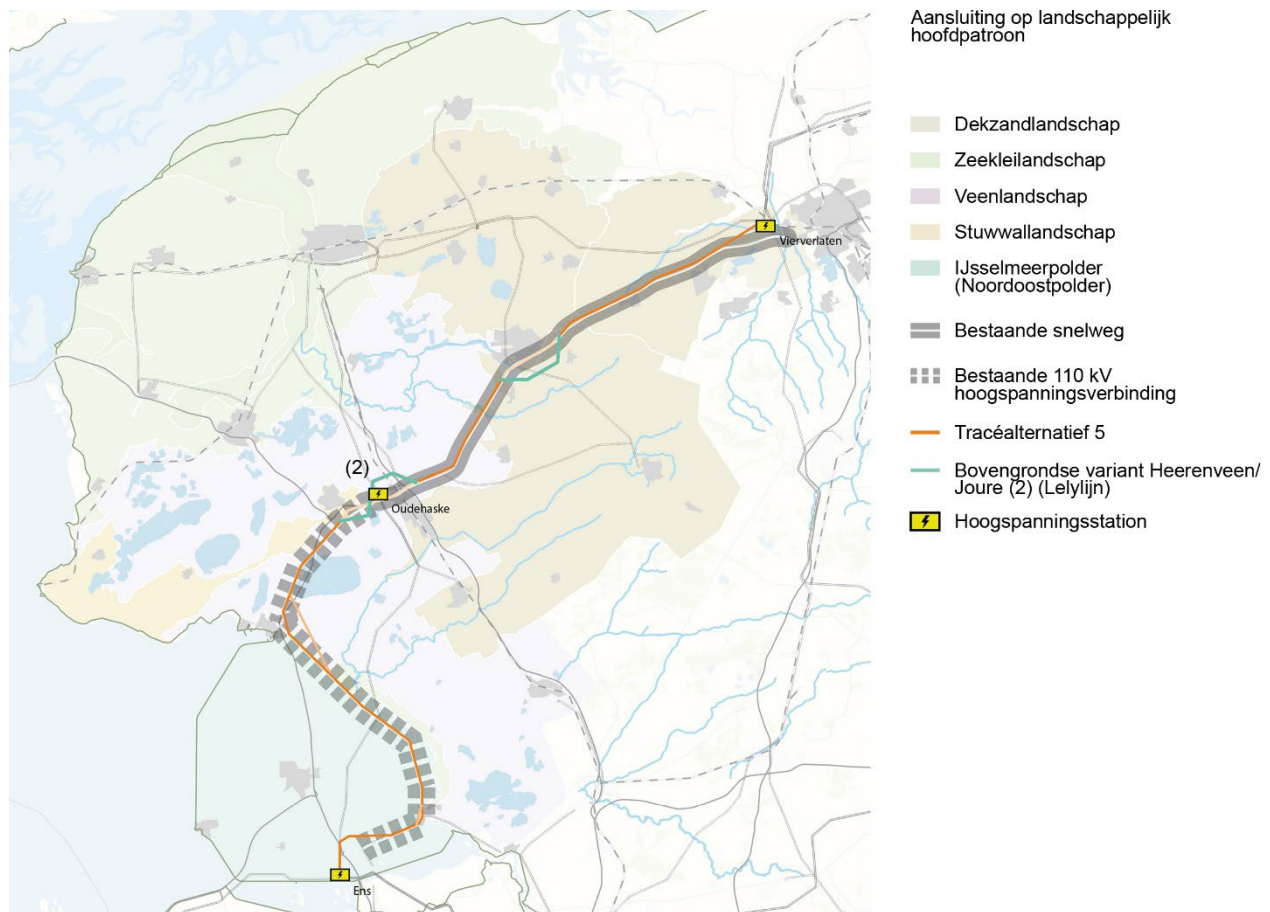 Aansluiting op landschappelijk
hoofdpatroon
Dekzandlandschap
Zeekleilandschap
Veenlandschap
Stuwwallandschap
IJsselmeerpolder
(Noordoostpolder)
Bestaande snelweg
Bestaande 110 kV
hoogspanningsverbinding
Tracéalternatief 5
Bovengrondse variant Heerenveen/
Joure (2) (Lelylijn)
Hoogspanningsstation
Vierverlaten
(2)
Oudehaske
Ens